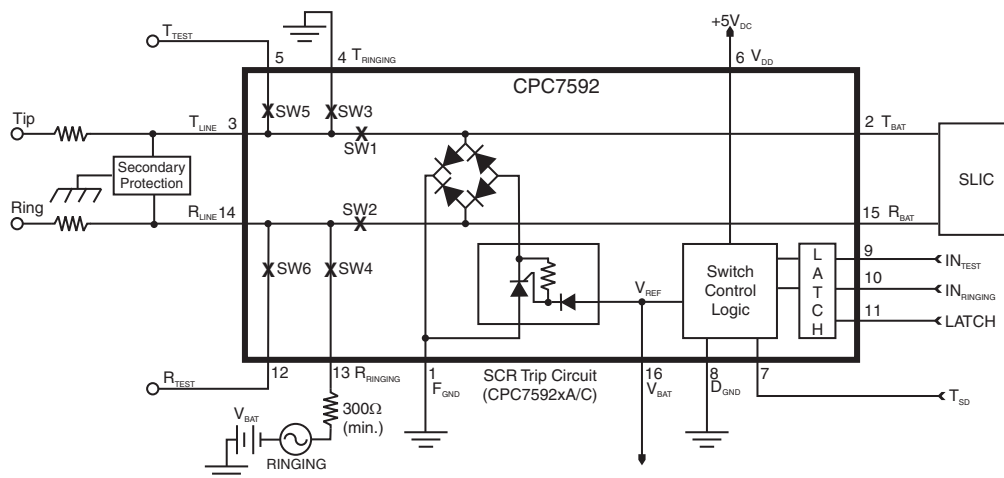 +5VDC
TTEST
5
4 TRINGING
6 VDD
CPC7592
SW5
SW3
Tip
TLINE 3
SW1
2 TBAT
Secondary
Protection
SLIC
Ring
RLINE 14
SW2
15 RBAT
SW6
SW4
VREF
Switch
Control
Logic
L
A
T
C
H
9
INTEST
10
INRINGING
11
LATCH
RTEST
12
13 RRINGING
1
FGND
SCR Trip Circuit
(CPC7592xA/C)
16
VBAT
8
DGND
7
TSD
300Ω
(min.)
VBAT
RINGING